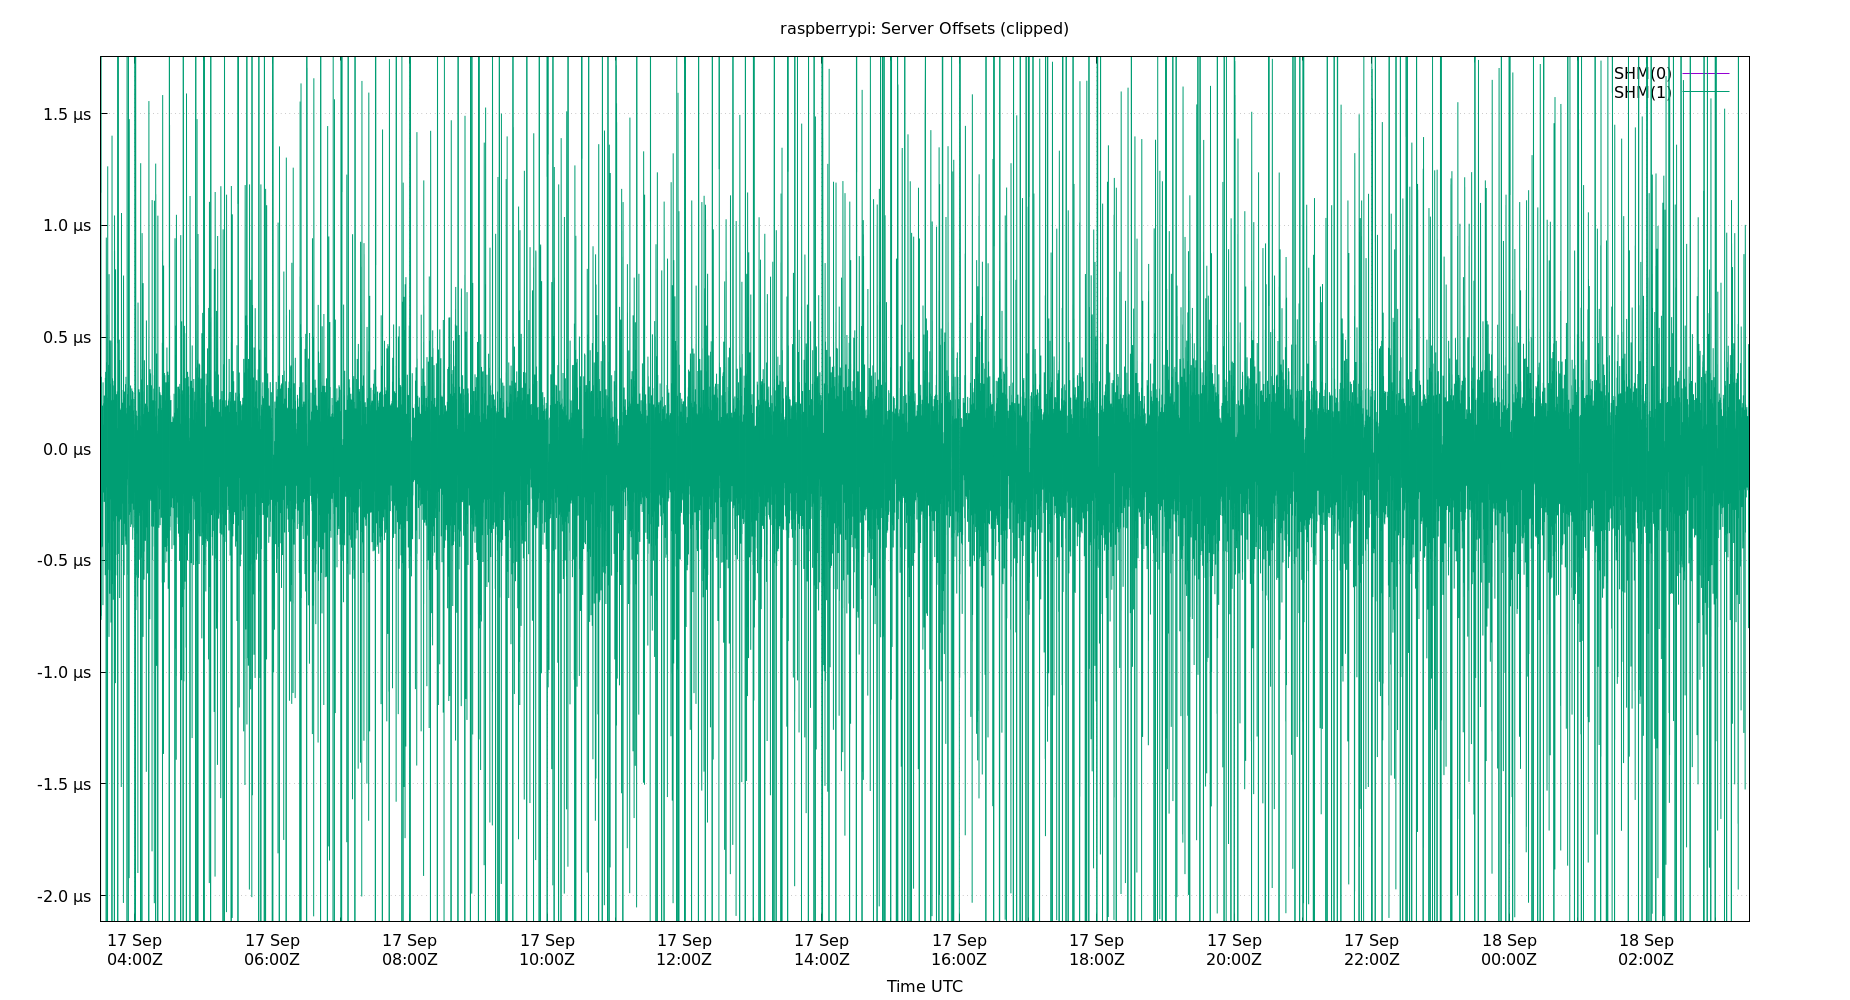 raspberrypi: Server Offsets (clipped)
SHM(0)
SHM(1)
1.5 µs
1.0 µs
0.5 µs
0.0 µs
-0.5 µs
-1.0 µs
-1.5 µs
-2.0 µs
17 Sep 17 Sep 17 Sep 17 Sep 17 Sep 17 Sep 17 Sep 17 Sep 17 Sep 17 Sep 18 Sep 18 Sep
04:00Z 06:00Z 08:00Z 10:00Z 12:00Z 14:00Z 16:00Z 18:00Z 20:00Z 22:00Z 00:00Z 02:00Z
Time UTC